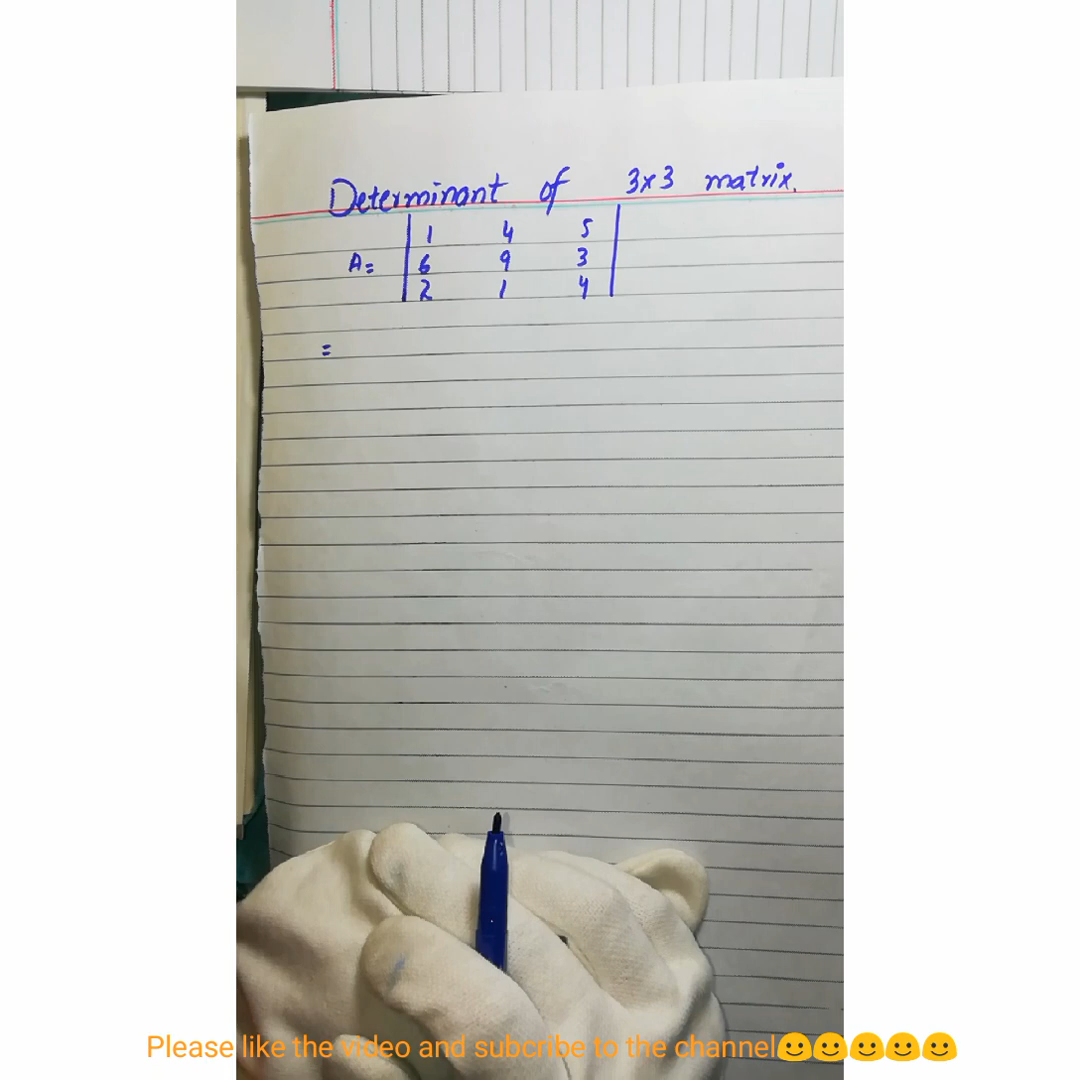 Determinant of 3x3 matrix.
1 4 5
A= 6 9 3
2 1 4
=
Please like the video and subcribe to the channel🙂🙂🙂🙂🙂